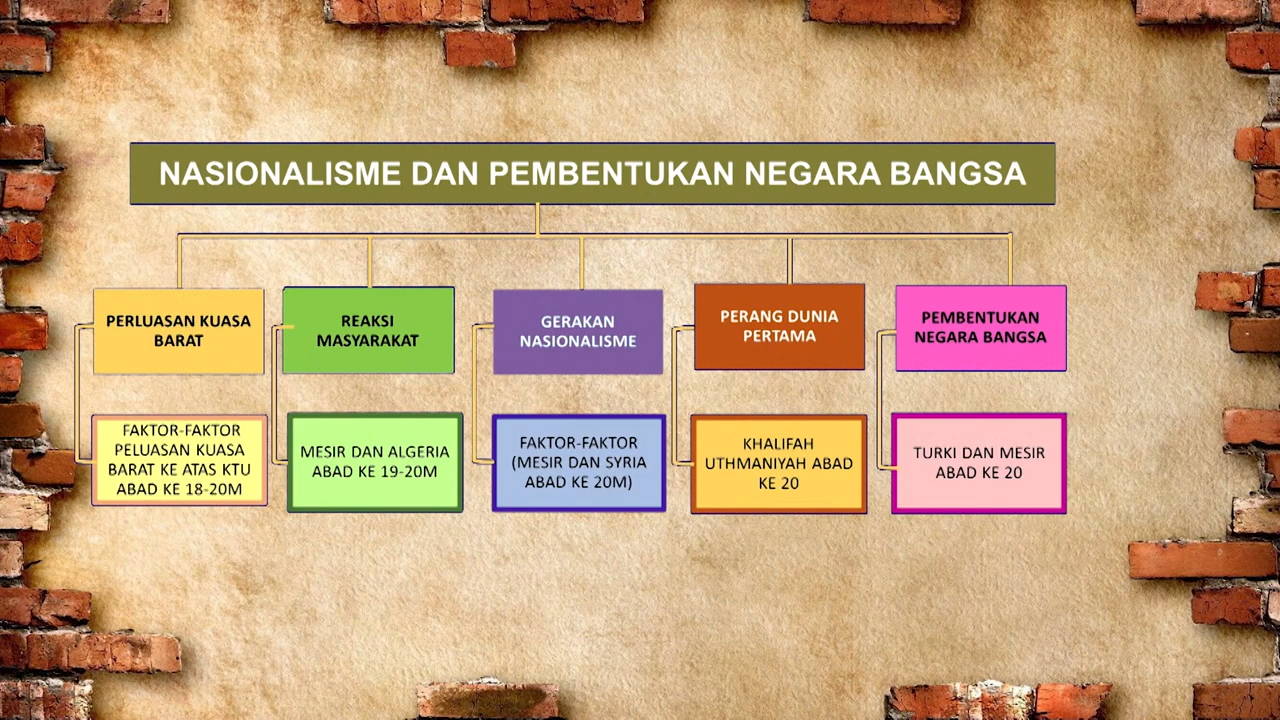 NASIONALISME DAN PEMBENTUKAN NEGARA BANGSA
PERLUASAN KUASA
BARAT
REAKSI
MASYARAKAT
GERAKAN
NASIONALISME
PERANG DUNIA
PERTAMA
PEMBENTUKAN
NEGARA BANGSA
FAKTOR-FAKTOR
PELUASAN KUASA
BARAT KE ATAS KTU
ABAD KE 18-20M
MESIR DAN ALGERIA
ABAD KE 19-20M
FAKTOR-FAKTOR
(MESIR DAN SYRIA
ABAD KE 20M)
KHALIFAH
UTHMANIYAH ABAD
KE 20
TURKI DAN MESIR
ABAD KE 20